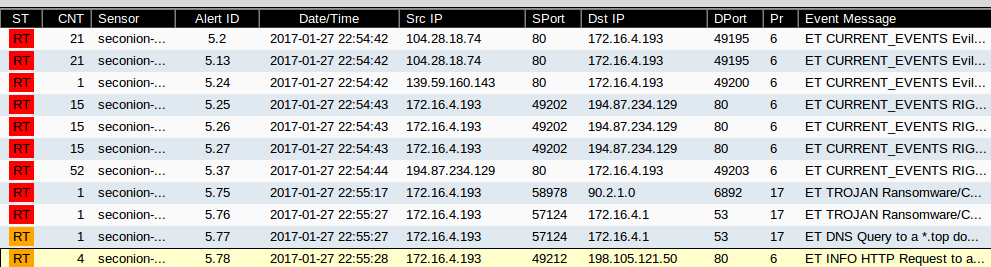 ST CNT Sensor Alert ID Date/Time Src IP SPort Dst IP DPort Pr Event Message
RT 21 seconion-... 5.2 2017-01-27 22:54:42 104.28.18.74 80 172.16.4.193 49195 6 ET CURRENT_EVENTS Evil...
RT 21 seconion-... 5.13 2017-01-27 22:54:42 104.28.18.74 80 172.16.4.193 49195 6 ET CURRENT_EVENTS Evil...
RT 1 seconion-... 5.24 2017-01-27 22:54:42 139.59.160.143 80 172.16.4.193 49200 6 ET CURRENT_EVENTS Evil...
RT 15 seconion-... 5.25 2017-01-27 22:54:43 172.16.4.193 49202 194.87.234.129 80 6 ET CURRENT_EVENTS RIG...
RT 15 seconion-... 5.26 2017-01-27 22:54:43 172.16.4.193 49202 194.87.234.129 80 6 ET CURRENT_EVENTS RIG...
RT 15 seconion-... 5.27 2017-01-27 22:54:43 172.16.4.193 49202 194.87.234.129 80 6 ET CURRENT_EVENTS RIG...
RT 52 seconion-... 5.37 2017-01-27 22:54:44 194.87.234.129 80 172.16.4.193 49203 6 ET CURRENT_EVENTS RIG...
RT 1 seconion-... 5.75 2017-01-27 22:55:17 172.16.4.193 58978 90.2.1.0 6892 17 ET TROJAN Ransomware/C...
RT 1 seconion-... 5.76 2017-01-27 22:55:27 172.16.4.193 57124 172.16.4.1 53 17 ET TROJAN Ransomware/C...
RT 1 seconion-... 5.77 2017-01-27 22:55:27 172.16.4.193 57124 172.16.4.1 53 17 ET DNS Query to a *.top do...
RT 4 seconion-... 5.78 2017-01-27 22:55:28 172.16.4.193 49212 198.105.121.50 80 6 ET INFO HTTP Request to a...